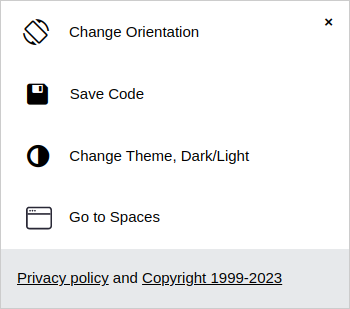 Change Orientation
×
Save Code
Change Theme, Dark/Light
Go to Spaces
Privacy policy and Copyright 1999-2023